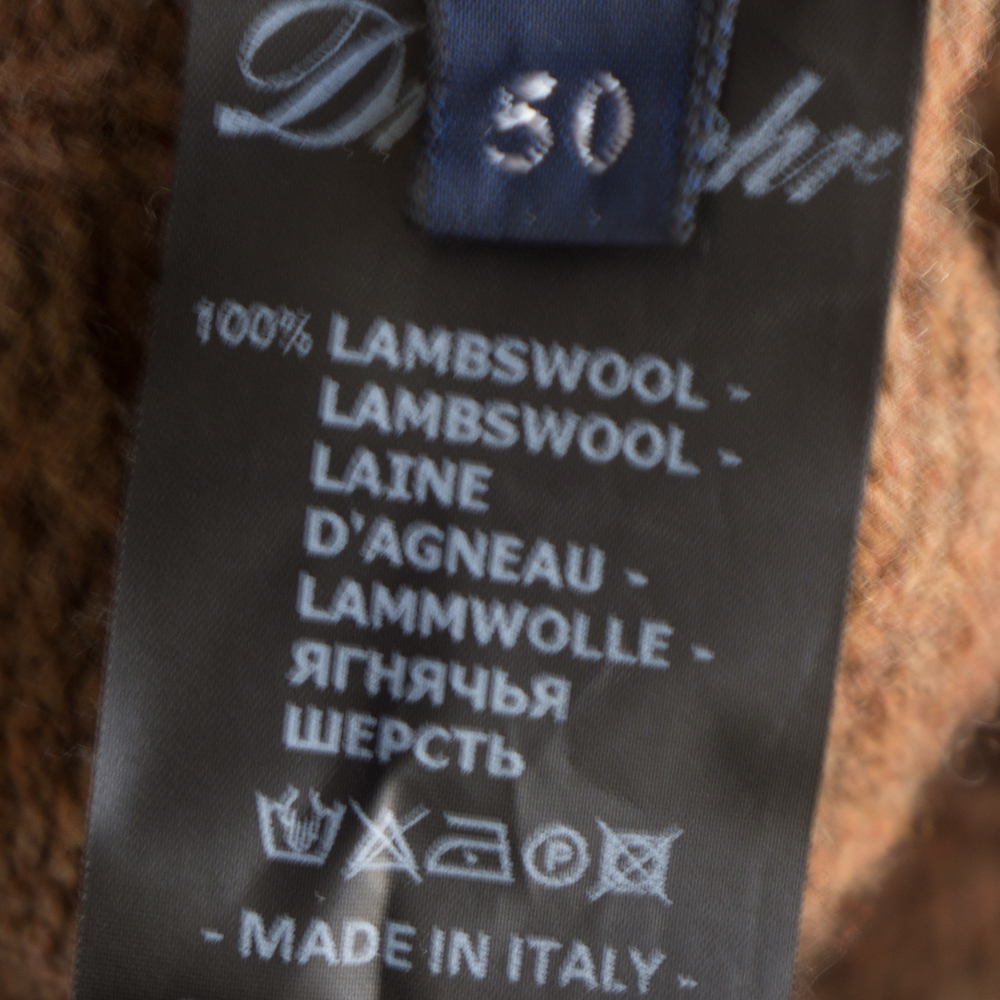 50
100% LAMBSWOOL -
LAMBSWOOL -
LAINE
D'AGNEAU -
LAMMWOLLE -
ЯГНЯЧЬЯ
ШЕРСТЬ
P
- MADE IN ITALY -